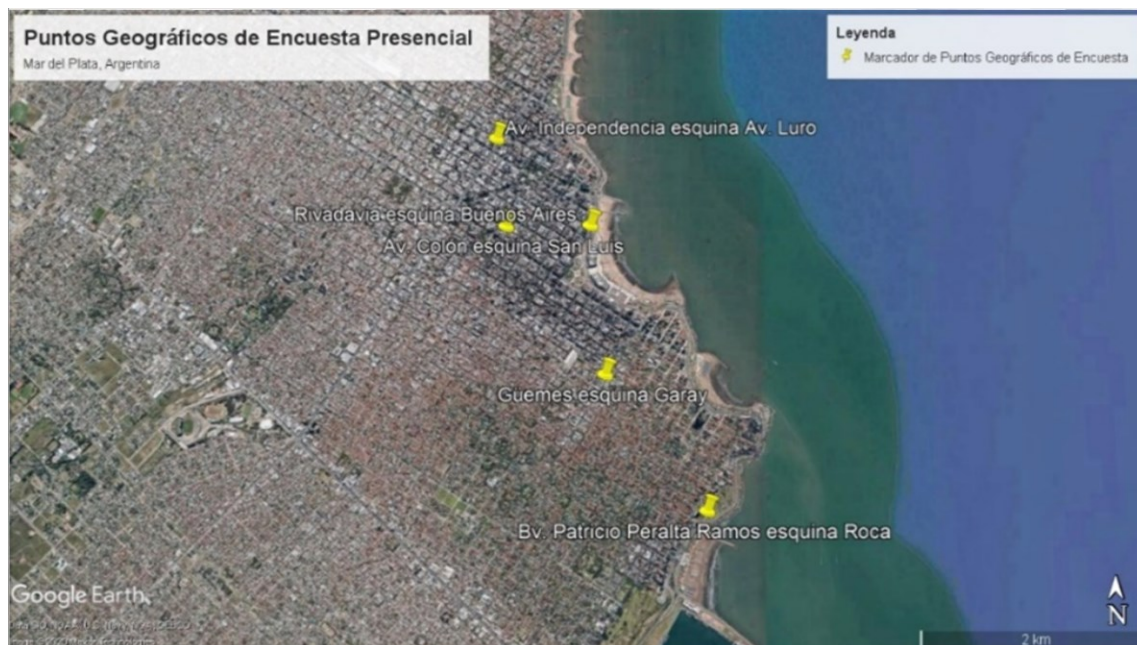 Puntos Geográficos de Encuesta Presencial
Mar del Plata, Argentina
Leyenda
Marcador de Puntos Geográficos de Encuesta
Av. Independencia esquina Av. Luro
Rivadavia esquina Buenos Aires
Av. Colón esquina San Luis
Guemes esquina Garay
Bv. Patricio Peralta Ramos esquina Roca
Google Earth
N
2 km